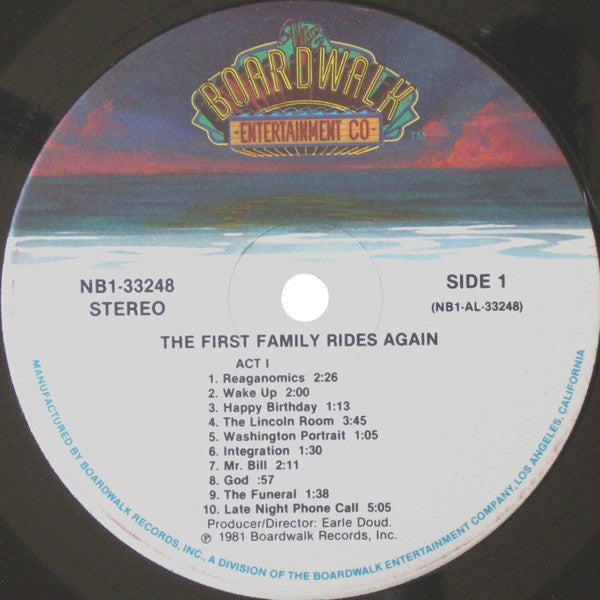 The
BOARDWALK
ENTERTAINMENT CO
TM
NB1-33248
STEREO
SIDE 1
(NB1-AL-33248)
THE FIRST FAMILY RIDES AGAIN
ACT I
1. Reaganomics 2:26
2. Wake Up 2:00
3. Happy Birthday 1:13
4. The Lincoln Room 3:45
5. Washington Portrait 1:05
6. Integration 1:30
7. Mr. Bill 2:11
8. God :57
9. The Funeral 1:38
10. Late Night Phone Call 5:05
Producer/Director: Earle Doud.
℗ 1981 Boardwalk Records, Inc.
MANUFACTURED BY BOARDWALK RECORDS, INC., A DIVISION OF THE BOARDWALK ENTERTAINMENT COMPANY, LOS ANGELES, CALIFORNIA